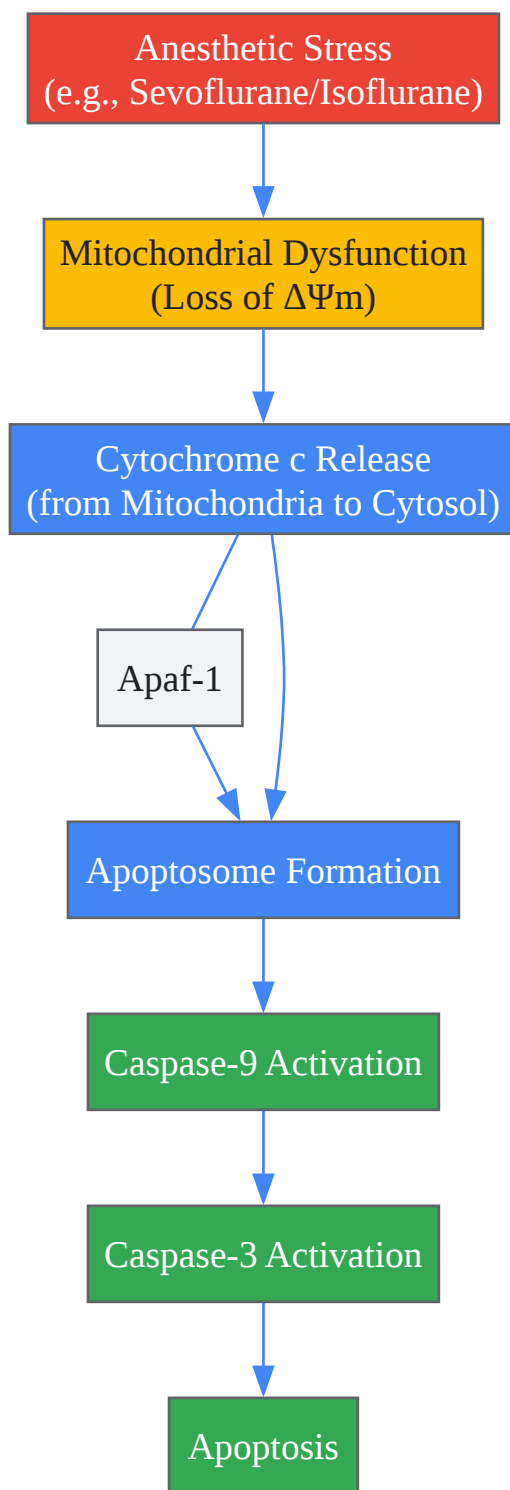 Anesthetic Stress
(e.g., Sevoflurane/Isoflurane)
Mitochondrial Dysfunction
(Loss of ΔΨm)
Cytochrome c Release
(from Mitochondria to Cytosol)
Apaf-1
Apoptosome Formation
Caspase-9 Activation
Caspase-3 Activation
Apoptosis